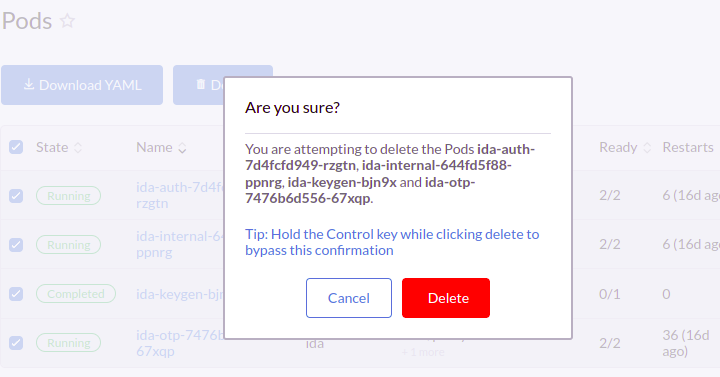 Pods
Download YAML
Are you sure?
You are attempting to delete the Pods ida-auth-
7d4fcfd949-rzgtn, ida-internal-644fd5f88-
ppnrg, ida-keygen-bjn9x and ida-otp-
7476b6d556-67xqp.
Tip: Hold the Control key while clicking delete to
bypass this confirmation
Cancel
Delete
State
Name
Ready
Restarts
Running
ida-auth-7d4f
rzgtn
2/2
6 (16d ago
Running
ida-internal-64
ppnrg
2/2
6 (16d ago
Completed
ida-keygen-bjn
0/1
0
Running
ida-otp-7476b
67xqp
ida
+ 1 more
2/2
36 (16d
ago)